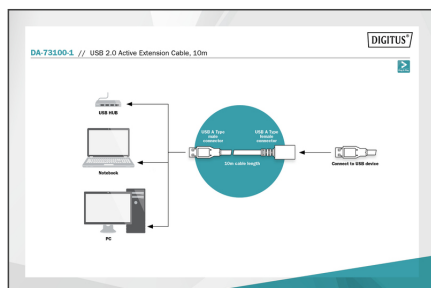 DIGITUS®
DA-73100-1 // USB 2.0 Active Extension Cable, 10m
USB HUB
USB A Type
male
connector
USB A Type
female
connector
10m cable length
Notebook
Connect to USB device
PC